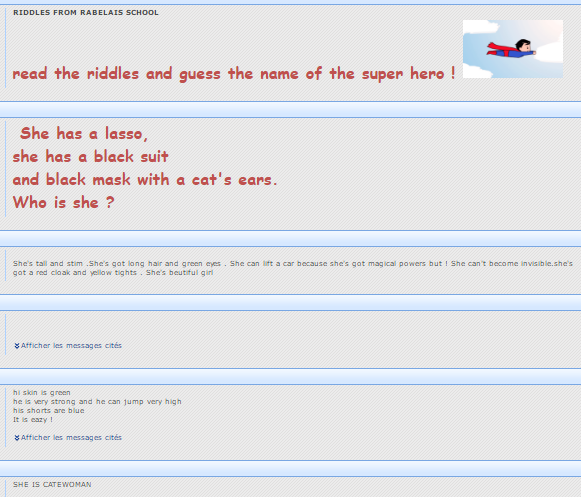 RIDDLES FROM RABELAIS SCHOOL
read the riddles and guess the name of the super hero !
She has a lasso,
she has a black suit
and black mask with a cat's ears.
Who is she ?
She's tall and stim .She's got long hair and green eyes . She can lift a car because she's got magical powers but ! She can't become invisible.she's
got a red cloak and yellow tights . She's beutiful girl
Afficher les messages cités
hi skin is green
he is very strong and he can jump very high
his shorts are blue
It is eazy !
Afficher les messages cités
SHE IS CATEWOMAN